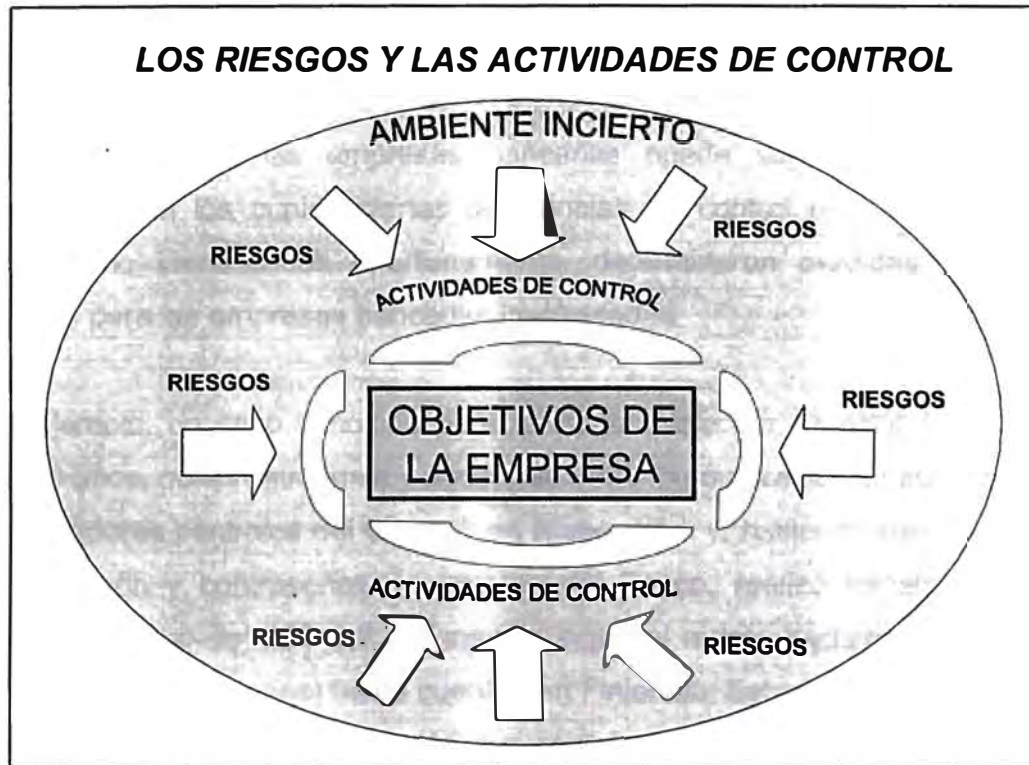 LOS RIESGOS Y LAS ACTIVIDADES DE CONTROL
AMBIENTE INCIERTO
RIESGOS
RIESGOS
ACTIVIDADES DE CONTROL
RIESGOS
RIESGOS
OBJETIVOS DE
LA EMPRESA
ACTIVIDADES DE CONTROL
RIESGOS
RIESGOS